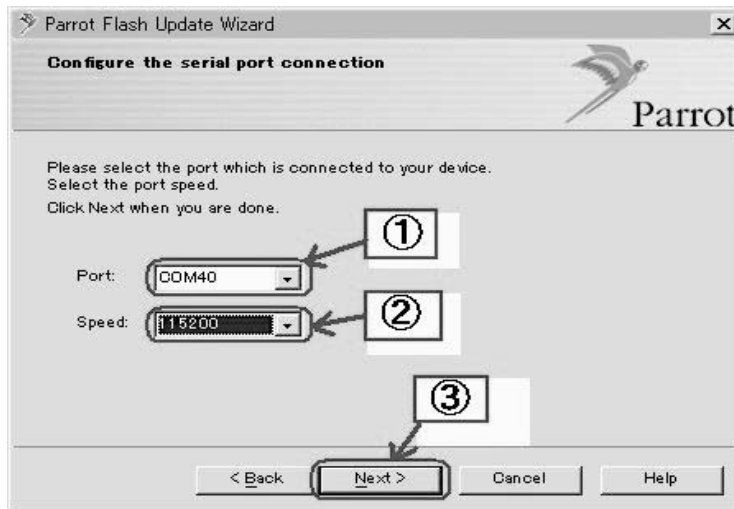 Parrot Flash Update Wizard
Configure the serial port connection
Parrot
Please select the port which is connected to your device.
Select the port speed.
Click Next when you are done.
①
Port: COM40
②
Speed: 115200
③
< Back Next > Cancel Help